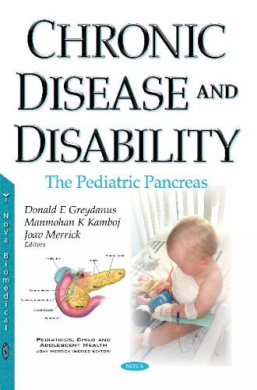 CHRONIC
DISEASE AND
DISABILITY
The Pediatric Pancreas
Donald E Greydanus
Manmohan K Kamboj
Joav Merrick
Editors
Nova Biomedical
PEDIATRICS, CHILD AND
ADOLESCENT HEALTH
JOAV MERRICK (SERIES EDITOR)
NOVA